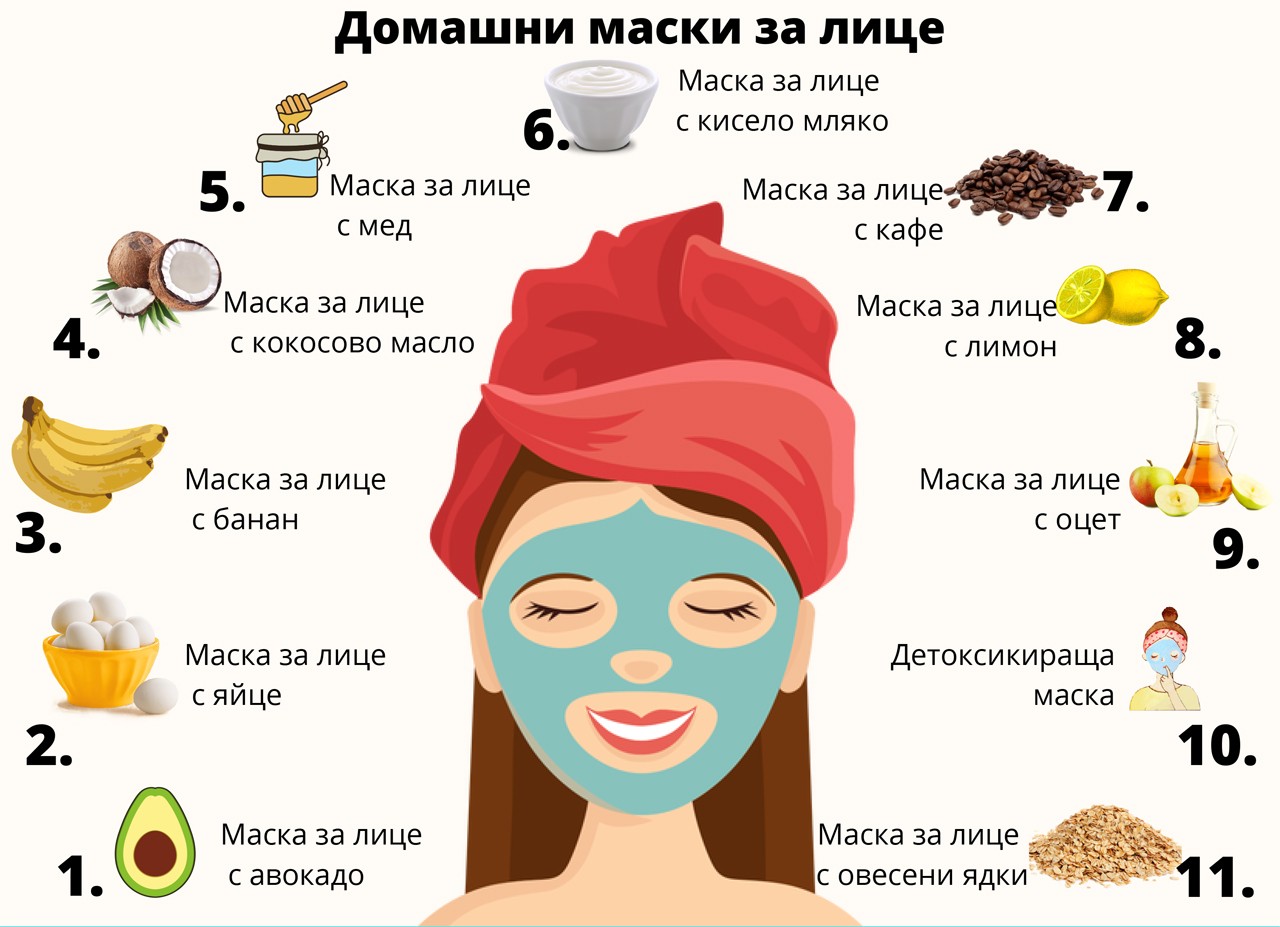 Домашни маски за лице
6.
Маска за лице
с кисело мляко
5.
Маска за лице
с мед
Маска за лице
с кафе
7.
4.
Маска за лице
с кокосово масло
Маска за лице
с лимон
8.
3.
Маска за лице
с банан
Маска за лице
с оцет
9.
2.
Маска за лице
с яйце
Детоксикираща
маска
10.
1.
Маска за лице
с авокадо
Маска за лице
с овесени ядки
11.